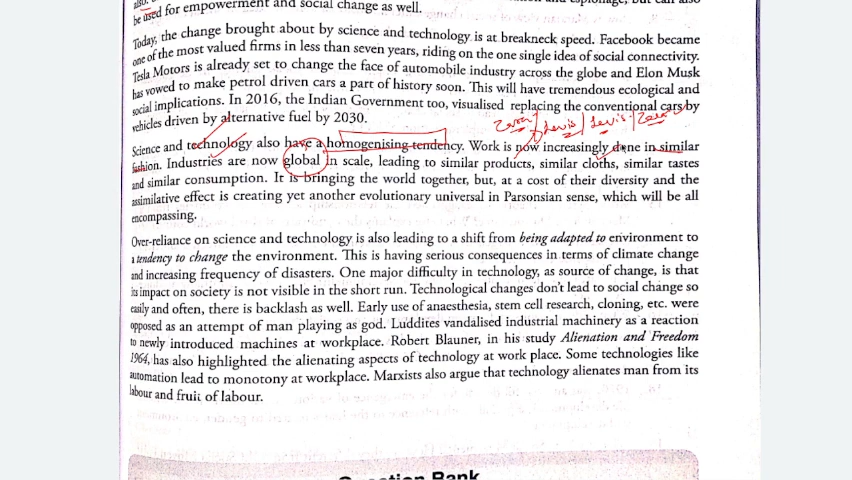 also.
be used for empowerment and social change as well.
Today, the change brought about by science and technology is at breakneck speed. Facebook became
one of the most valued firms in less than seven years, riding on the one single idea of social connectivity.
Tesla Motors is already set to change the face of automobile industry across the globe and Elon Musk
has vowed to make petrol driven cars a part of history soon. This will have tremendous ecological and
social implications. In 2016, the Indian Government too, visualised replacing the conventional cars by
vehicles driven by alternative fuel by 2030.
Zara / Levis / Levis / Zara
Science and technology also have a homogenising tendency. Work is now increasingly done in similar
fashion. Industries are now global in scale, leading to similar products, similar cloths, similar tastes
and similar consumption. It is bringing the world together, but, at a cost of their diversity and the
assimilative effect is creating yet another evolutionary universal in Parsonian sense, which will be all
encompassing.
Over-reliance on science and technology is also leading to a shift from being adapted to environment to
a tendency to change the environment. This is having serious consequences in terms of climate change
and increasing frequency of disasters. One major difficulty in technology, as source of change, is that
its impact on society is not visible in the short run. Technological changes don't lead to social change so
easily and often, there is backlash as well. Early use of anaesthesia, stem cell research, cloning, etc. were
opposed as an attempt of man playing as god. Luddites vandalised industrial machinery as a reaction
to newly introduced machines at workplace. Robert Blauner, in his study Alienation and Freedom
1964, has also highlighted the alienating aspects of technology at work place. Some technologies like
automation lead to monotony at workplace. Marxists also argue that technology alienates man from its
labour and fruit of labour.
Question Bank